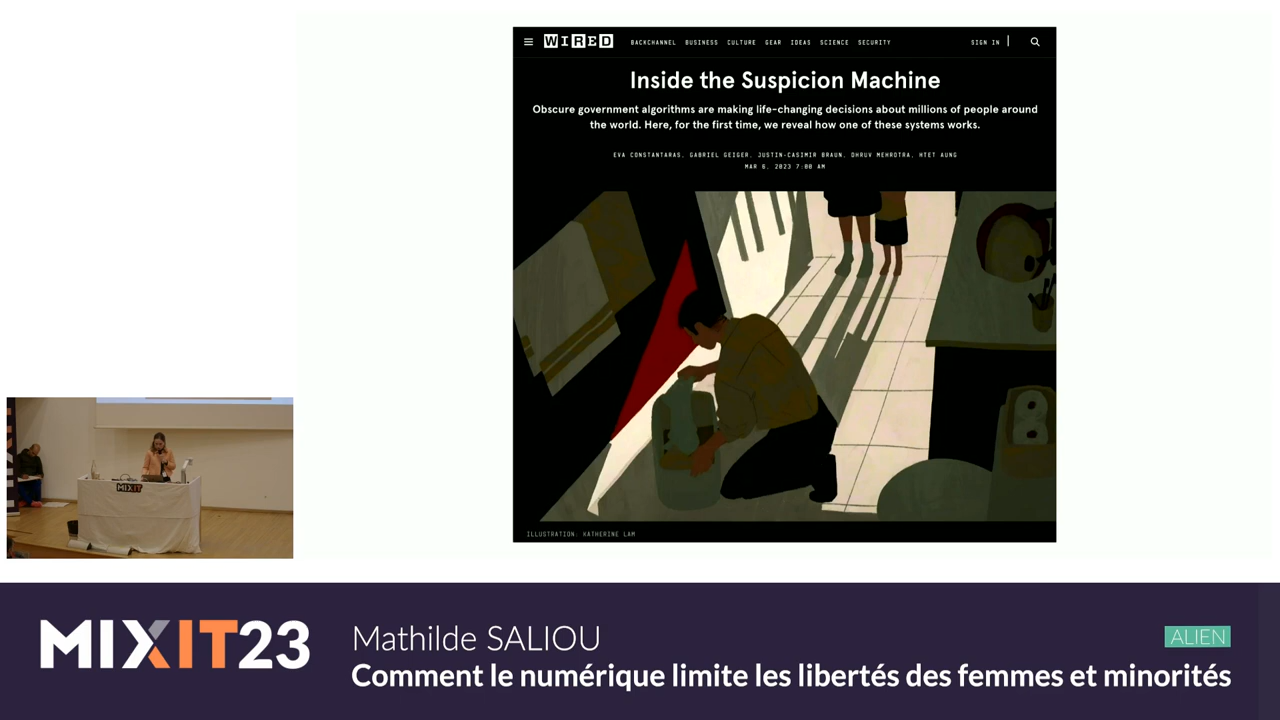 WIRED
BACKCHANNEL BUSINESS CULTURE GEAR IDEAS SCIENCE SECURITY
SIGN IN
Inside the Suspicion Machine
Obscure government algorithms are making life-changing decisions about millions of people around
the world. Here, for the first time, we reveal how one of these systems works.
EVA CONSTANTARAS, GABRIEL GEIGER, JUSTIN-CASIMIR BRAUN, DHRUV MEHROTRA, HTET AUNG
MAR 6, 2023 7:00 AM
ILLUSTRATION: KATHERINE LAM
MIXIT
MIXIT23
Mathilde SALIOU
ALIEN
Comment le numérique limite les libertés des femmes et minorités